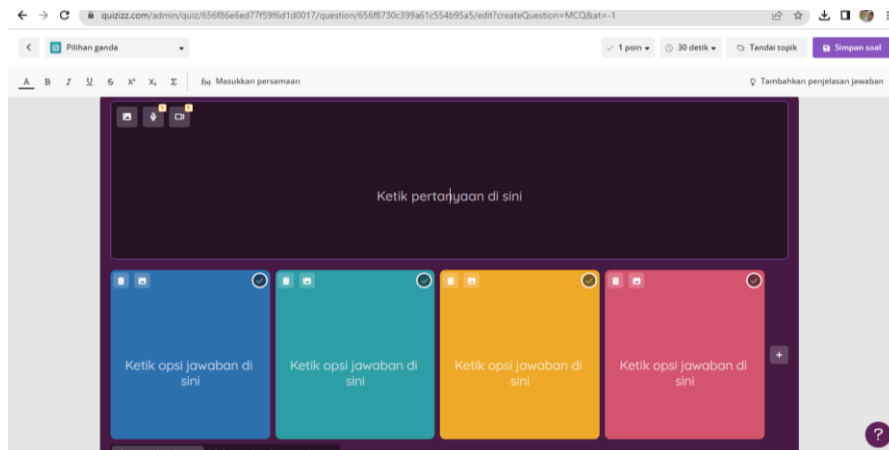 quizizz.com/admin/quiz/656f86e6ed77f59f6d1d0017/question/656f8730c399a61c554b95a5/edit?createQuestion=MCQ&at=-1
Pilihan ganda
1 poin
30 detik
Tandai topik
Simpan soal
A B I U S X² X₂ Σ f(x) Masukkan persamaan
Tambahkan penjelasan jawaban
Ketik pertanyaan di sini
Ketik opsi jawaban di
sini
Ketik opsi jawaban di
sini
Ketik opsi jawaban di
sini
Ketik opsi jawaban di
sini
+
?